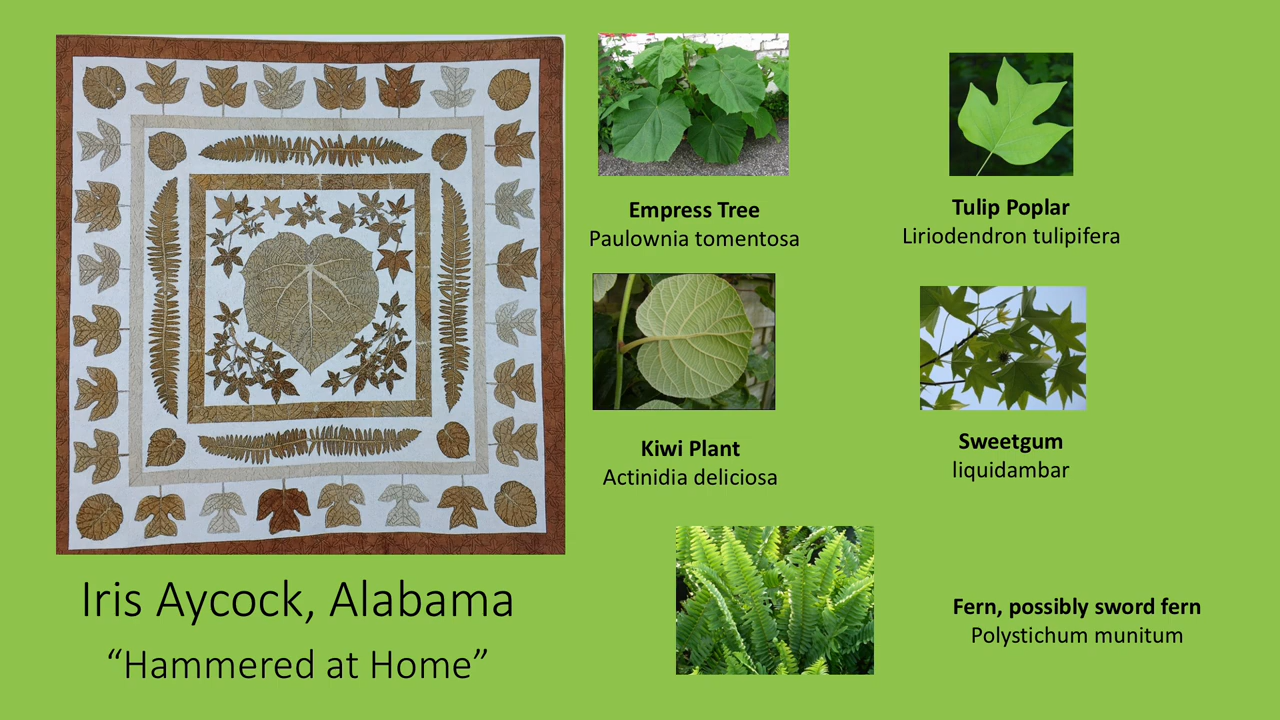 Empress Tree
Paulownia tomentosa
Tulip Poplar
Liriodendron tulipifera
Kiwi Plant
Actinidia deliciosa
Sweetgum
liquidambar
Iris Aycock, Alabama
“Hammered at Home”
Fern, possibly sword fern
Polystichum munitum